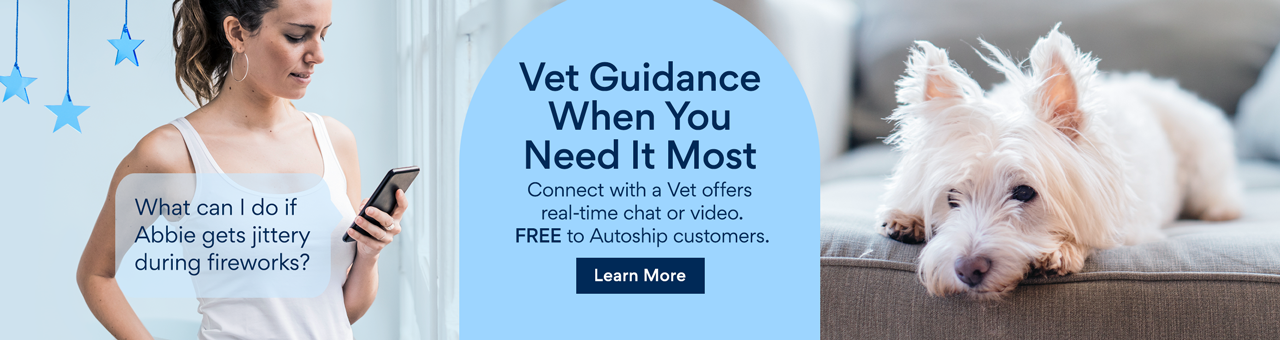 What can I do if
Abbie gets jittery
during fireworks?
Vet Guidance
When You
Need It Most
Connect with a Vet offers
real-time chat or video.
FREE to Autoship customers.
Learn More